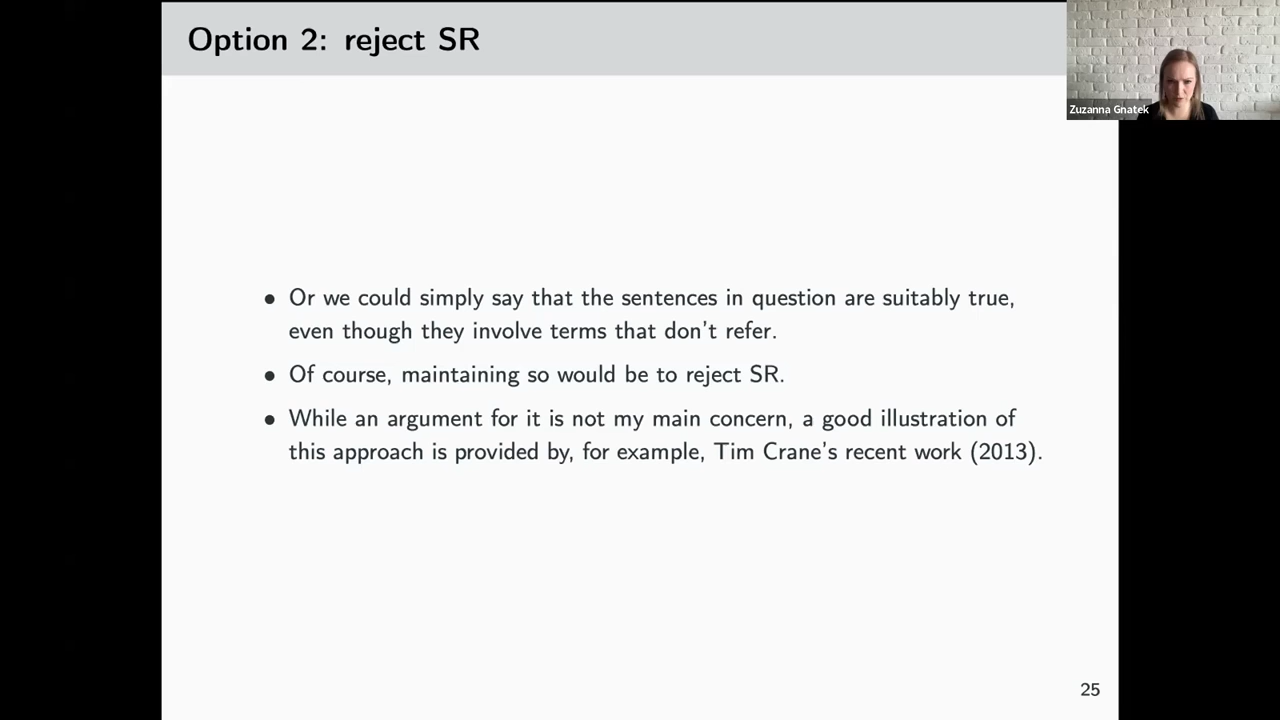 Option 2: reject SR
Zuzanna Gnatek
• Or we could simply say that the sentences in question are suitably true,
even though they involve terms that don't refer.
• Of course, maintaining so would be to reject SR.
• While an argument for it is not my main concern, a good illustration of
this approach is provided by, for example, Tim Crane's recent work (2013).
25